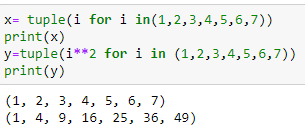 x= tuple(i for i in(1,2,3,4,5,6,7))
print(x)
y=tuple(i**2 for i in (1,2,3,4,5,6,7))
print(y)
(1, 2, 3, 4, 5, 6, 7)
(1, 4, 9, 16, 25, 36, 49)